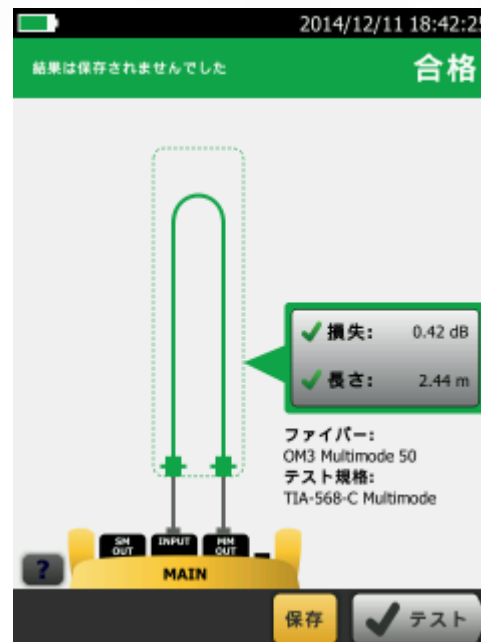 2014/12/11 18:42:25
結果は保存されませんでした
合格
損失: 0.42 dB
長さ: 2.44 m
ファイバー:
OM3 Multimode 50
テスト規格:
TIA-568-C Multimode
SM OUT
INPUT
MM OUT
MAIN
?
保存
テスト